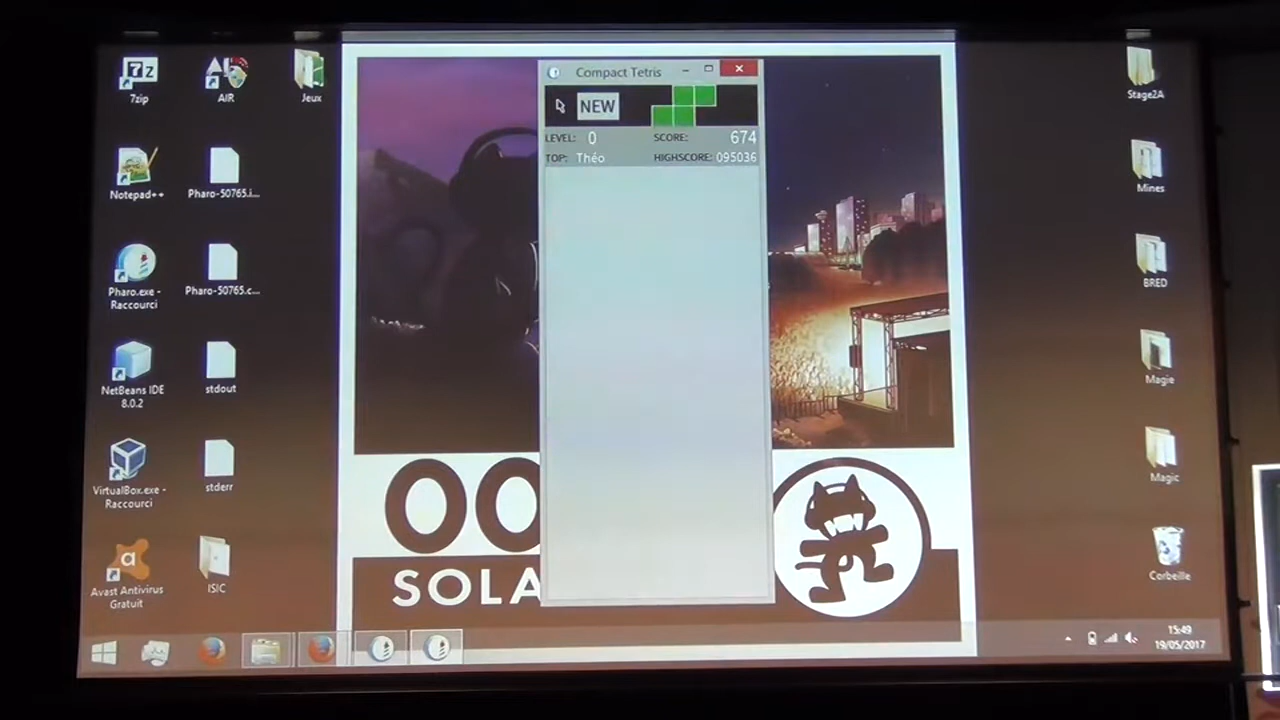 7zip
AIR
Jeux
Notepad++
Pharo-50765.i...
Pharo.exe -
Raccourci
Pharo-50765.c...
NetBeans IDE
8.0.2
stdout
VirtualBox.exe -
Raccourci
stderr
Avast Antivirus
Gratuit
ISIC
Compact Tetris
NEW
LEVEL: 0 SCORE: 674
TOP: Théo HIGHSCORE: 095036
OO
SOLA
Stage2A
Mines
BRED
Magie
Magic
Corbeille
15:49
19/05/2017